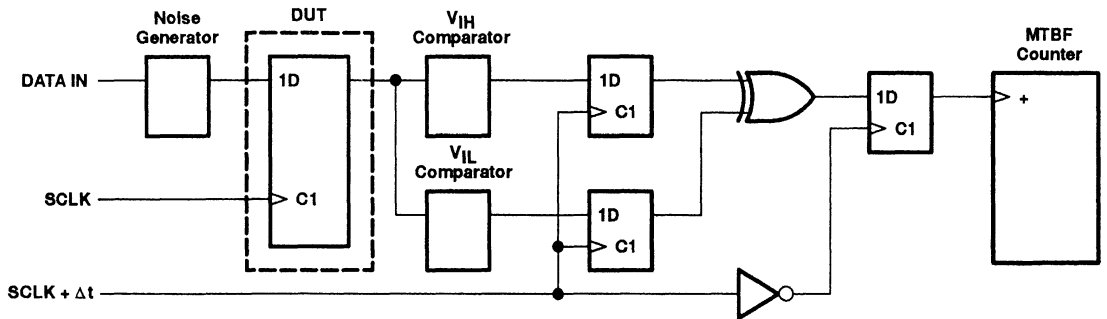 Noise
Generator
DUT
VIH
Comparator
MTBF
Counter
DATA IN
1D
1D
1D
+
C1
C1
VIL
Comparator
SCLK
C1
1D
C1
SCLK + Δt